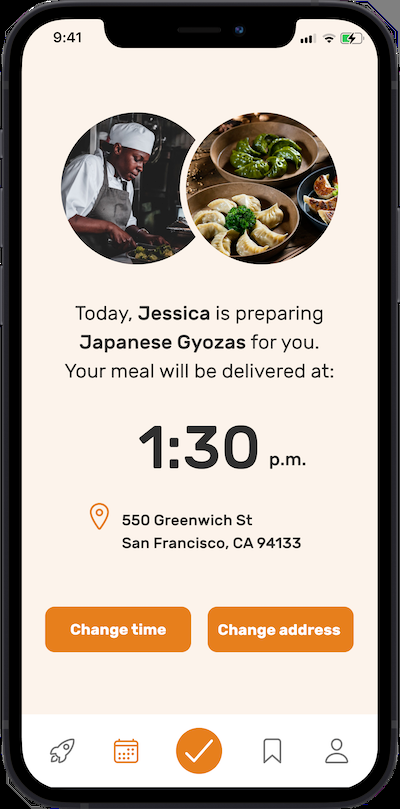 9:41
Today, Jessica is preparing
Japanese Gyozas for you.
Your meal will be delivered at:
1:30 p.m.
550 Greenwich St
San Francisco, CA 94133
Change time
Change address